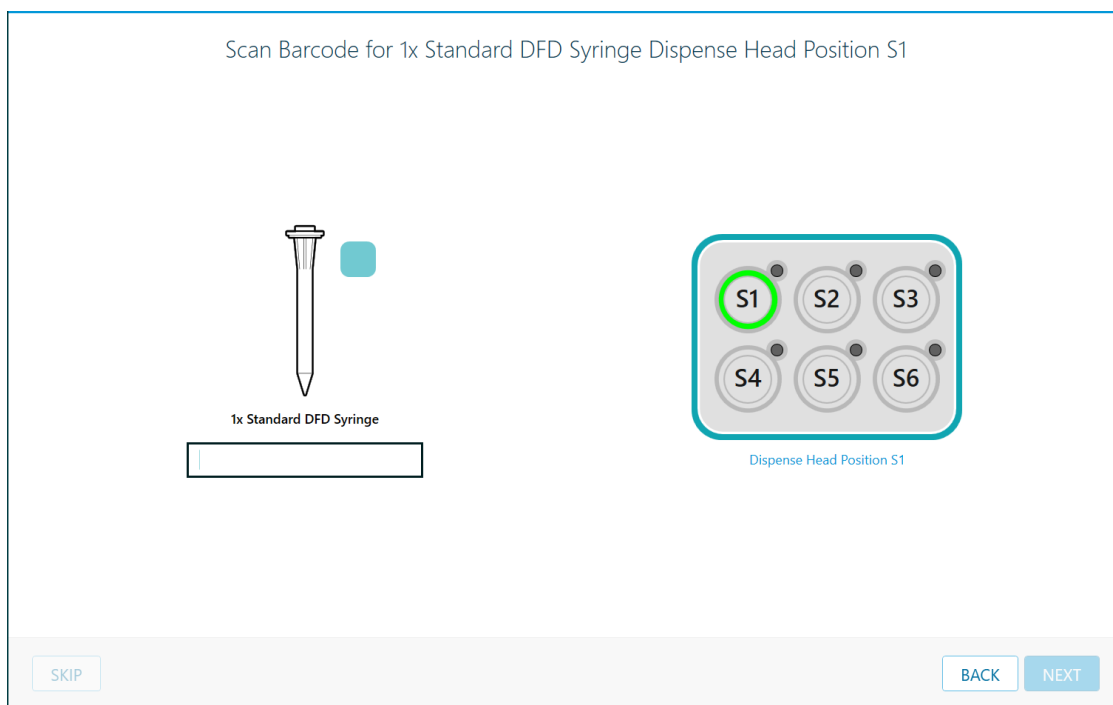 Scan Barcode for 1x Standard DFD Syringe Dispense Head Position S1
S1 S2 S3
S4 S5 S6
1x Standard DFD Syringe
Dispense Head Position S1
SKIP
BACK
NEXT